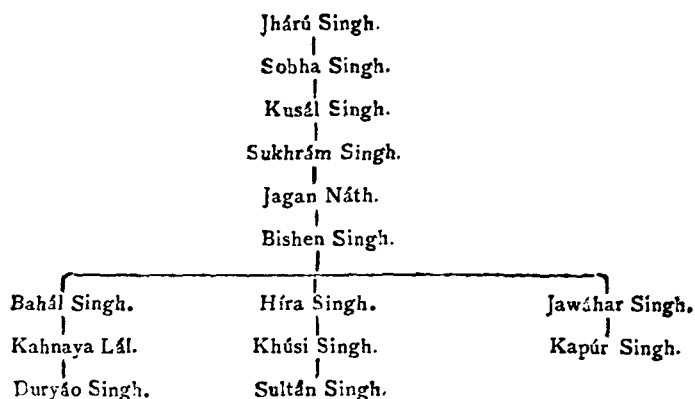 Jhárú Singh.
Sobha Singh.
Kusál Singh.
Sukhrám Singh.
Jagan Náth.
Bishen Singh.
Bahál Singh. Híra Singh. Jawáhar Singh.
Kahnaya Lál. Khúsi Singh. Kapúr Singh.
Duryáo Singh. Sultán Singh.